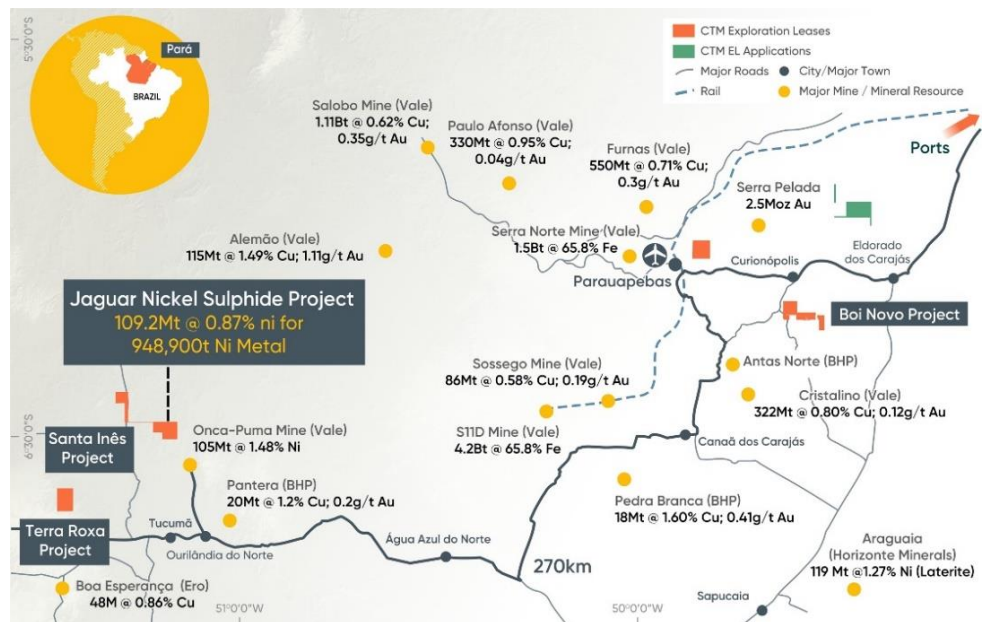 5°30'0"S
Pará
BRAZIL
CTM Exploration Leases
CTM EL Applications
Major Roads
City/Major Town
Rail
Major Mine / Mineral Resource
Salobo Mine (Vale)
1.11Bt @ 0.62% Cu;
0.35g/t Au
Paulo Afonso (Vale)
330Mt @ 0.95% Cu;
0.04g/t Au
Furnas (Vale)
550Mt @ 0.71% Cu;
0.3g/t Au
Ports
Serra Pelada
2.5Moz Au
Alemão (Vale)
115Mt @ 1.49% Cu; 1.11g/t Au
Serra Norte Mine (Vale)
1.5Bt @ 65.8% Fe
Parauapebas
Curionópolis
Eldorado
dos Carajás
Jaguar Nickel Sulphide Project
109.2Mt @ 0.87% ni for
948,900t Ni Metal
Boi Novo Project
Sossego Mine (Vale)
86Mt @ 0.58% Cu; 0.19g/t Au
Antas Norte (BHP)
Cristalino (Vale)
322Mt @ 0.80% Cu; 0.12g/t Au
6°30'0"S
Santa Inês
Project
Onca-Puma Mine (Vale)
105Mt @ 1.48% Ni
S11D Mine (Vale)
4.2Bt @ 65.8% Fe
Canaã dos Carajás
Pantera (BHP)
20Mt @ 1.2% Cu; 0.2g/t Au
Pedra Branca (BHP)
18Mt @ 1.60% Cu; 0.41g/t Au
Terra Roxa
Project
Tucumã
Ourilândia do Norte
Água Azul do Norte
270km
Araguaia
(Horizonte Minerals)
119 Mt @1.27% Ni (Laterite)
Boa Esperança (Ero)
48M @ 0.86% Cu
51°0'0"W
50°0'0"W
Sapucaia